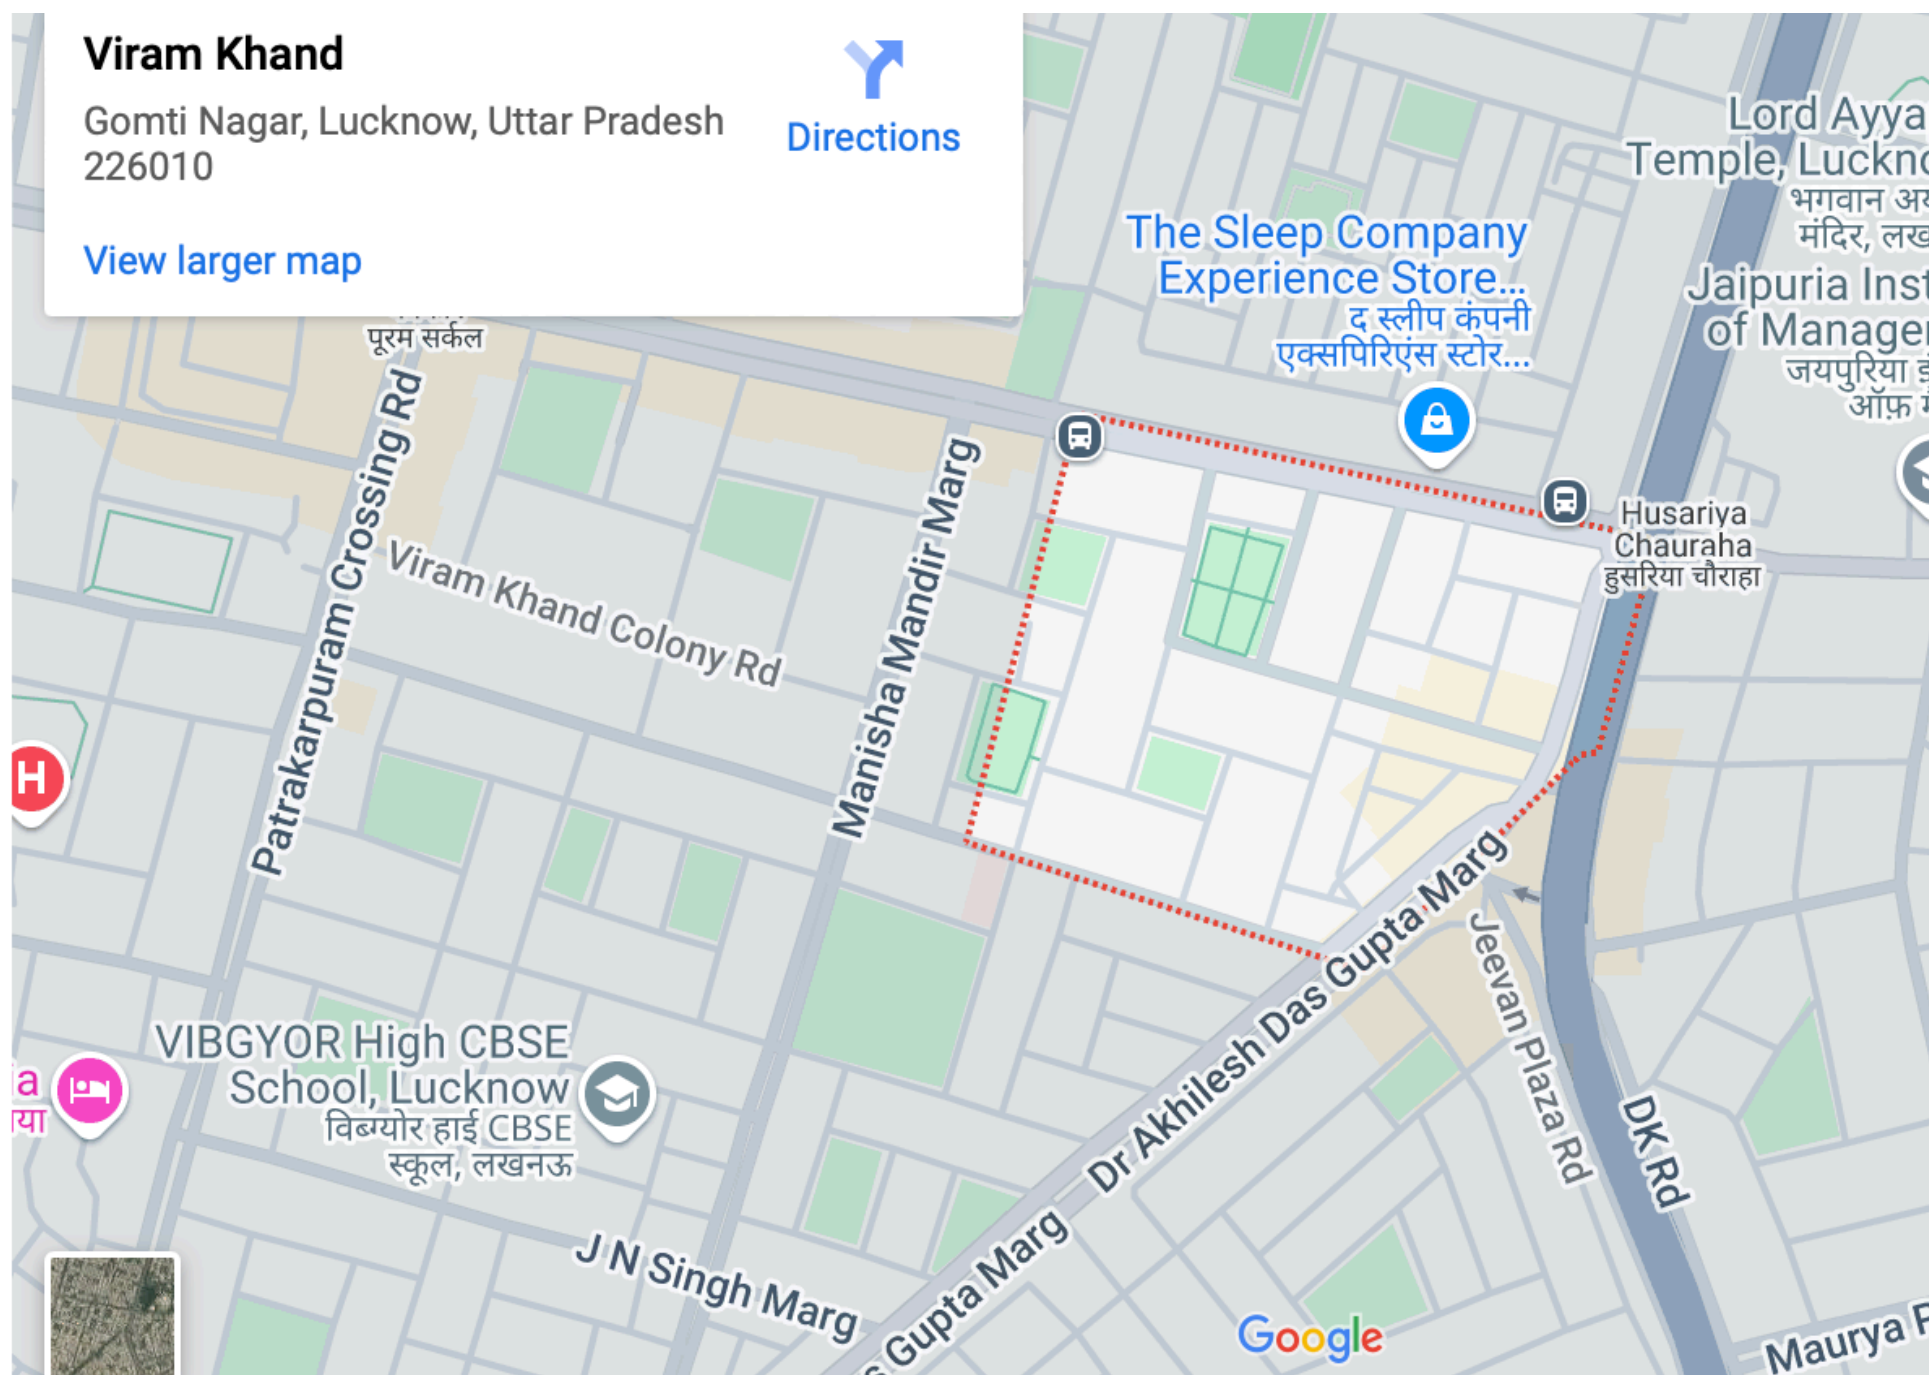 Viram Khand
Gomti Nagar, Lucknow, Uttar Pradesh
226010
Directions
View larger map
पूरम सर्कल
Lord Ayya
Temple, Luckno
भगवान अय
मंदिर, लख
The Sleep Company
Experience Store...
द स्लीप कंपनी
एक्सपिरिएंस स्टोर...
Jaipuria Inst
of Manage
जयपुरिया
ऑफ़
Patrakarpuram Crossing Rd
Manisha Mandir Marg
Viram Khand Colony Rd
Husariya
Chauraha
हुसरिया चौराहा
H
Dr Akhilesh Das Gupta Marg
Jeevan Plaza Rd
DK Rd
VIBGYOR High CBSE
School, Lucknow
विब्ग्योर हाई CBSE
स्कूल, लखनऊ
ia
या
J N Singh Marg
s Gupta Marg
Google
Maurya